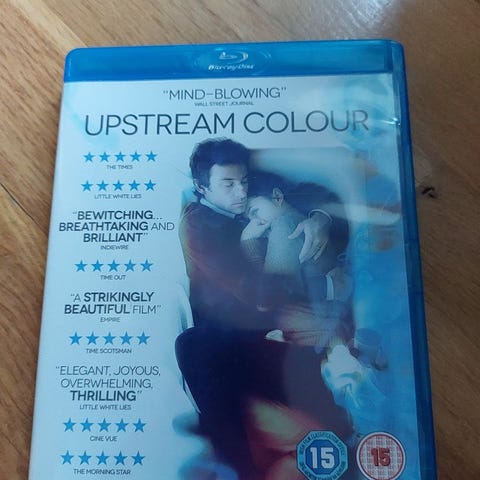 Blu-ray Disc
"MIND-BLOWING"
WALL STREET JOURNAL
UPSTREAM COLOUR
THE TIMES
LITTLE WHITE LIES
"BEWITCHING...
BREATHTAKING AND
BRILLIANT"
INDIEWIRE
TIME OUT
"A STRIKINGLY
BEAUTIFUL FILM"
EMPIRE
TIME SCOTSMAN
"ELEGANT, JOYOUS,
OVERWHELMING,
THRILLING"
LITTLE WHITE LIES
CINE VUE
THE MORNING STAR
15
15